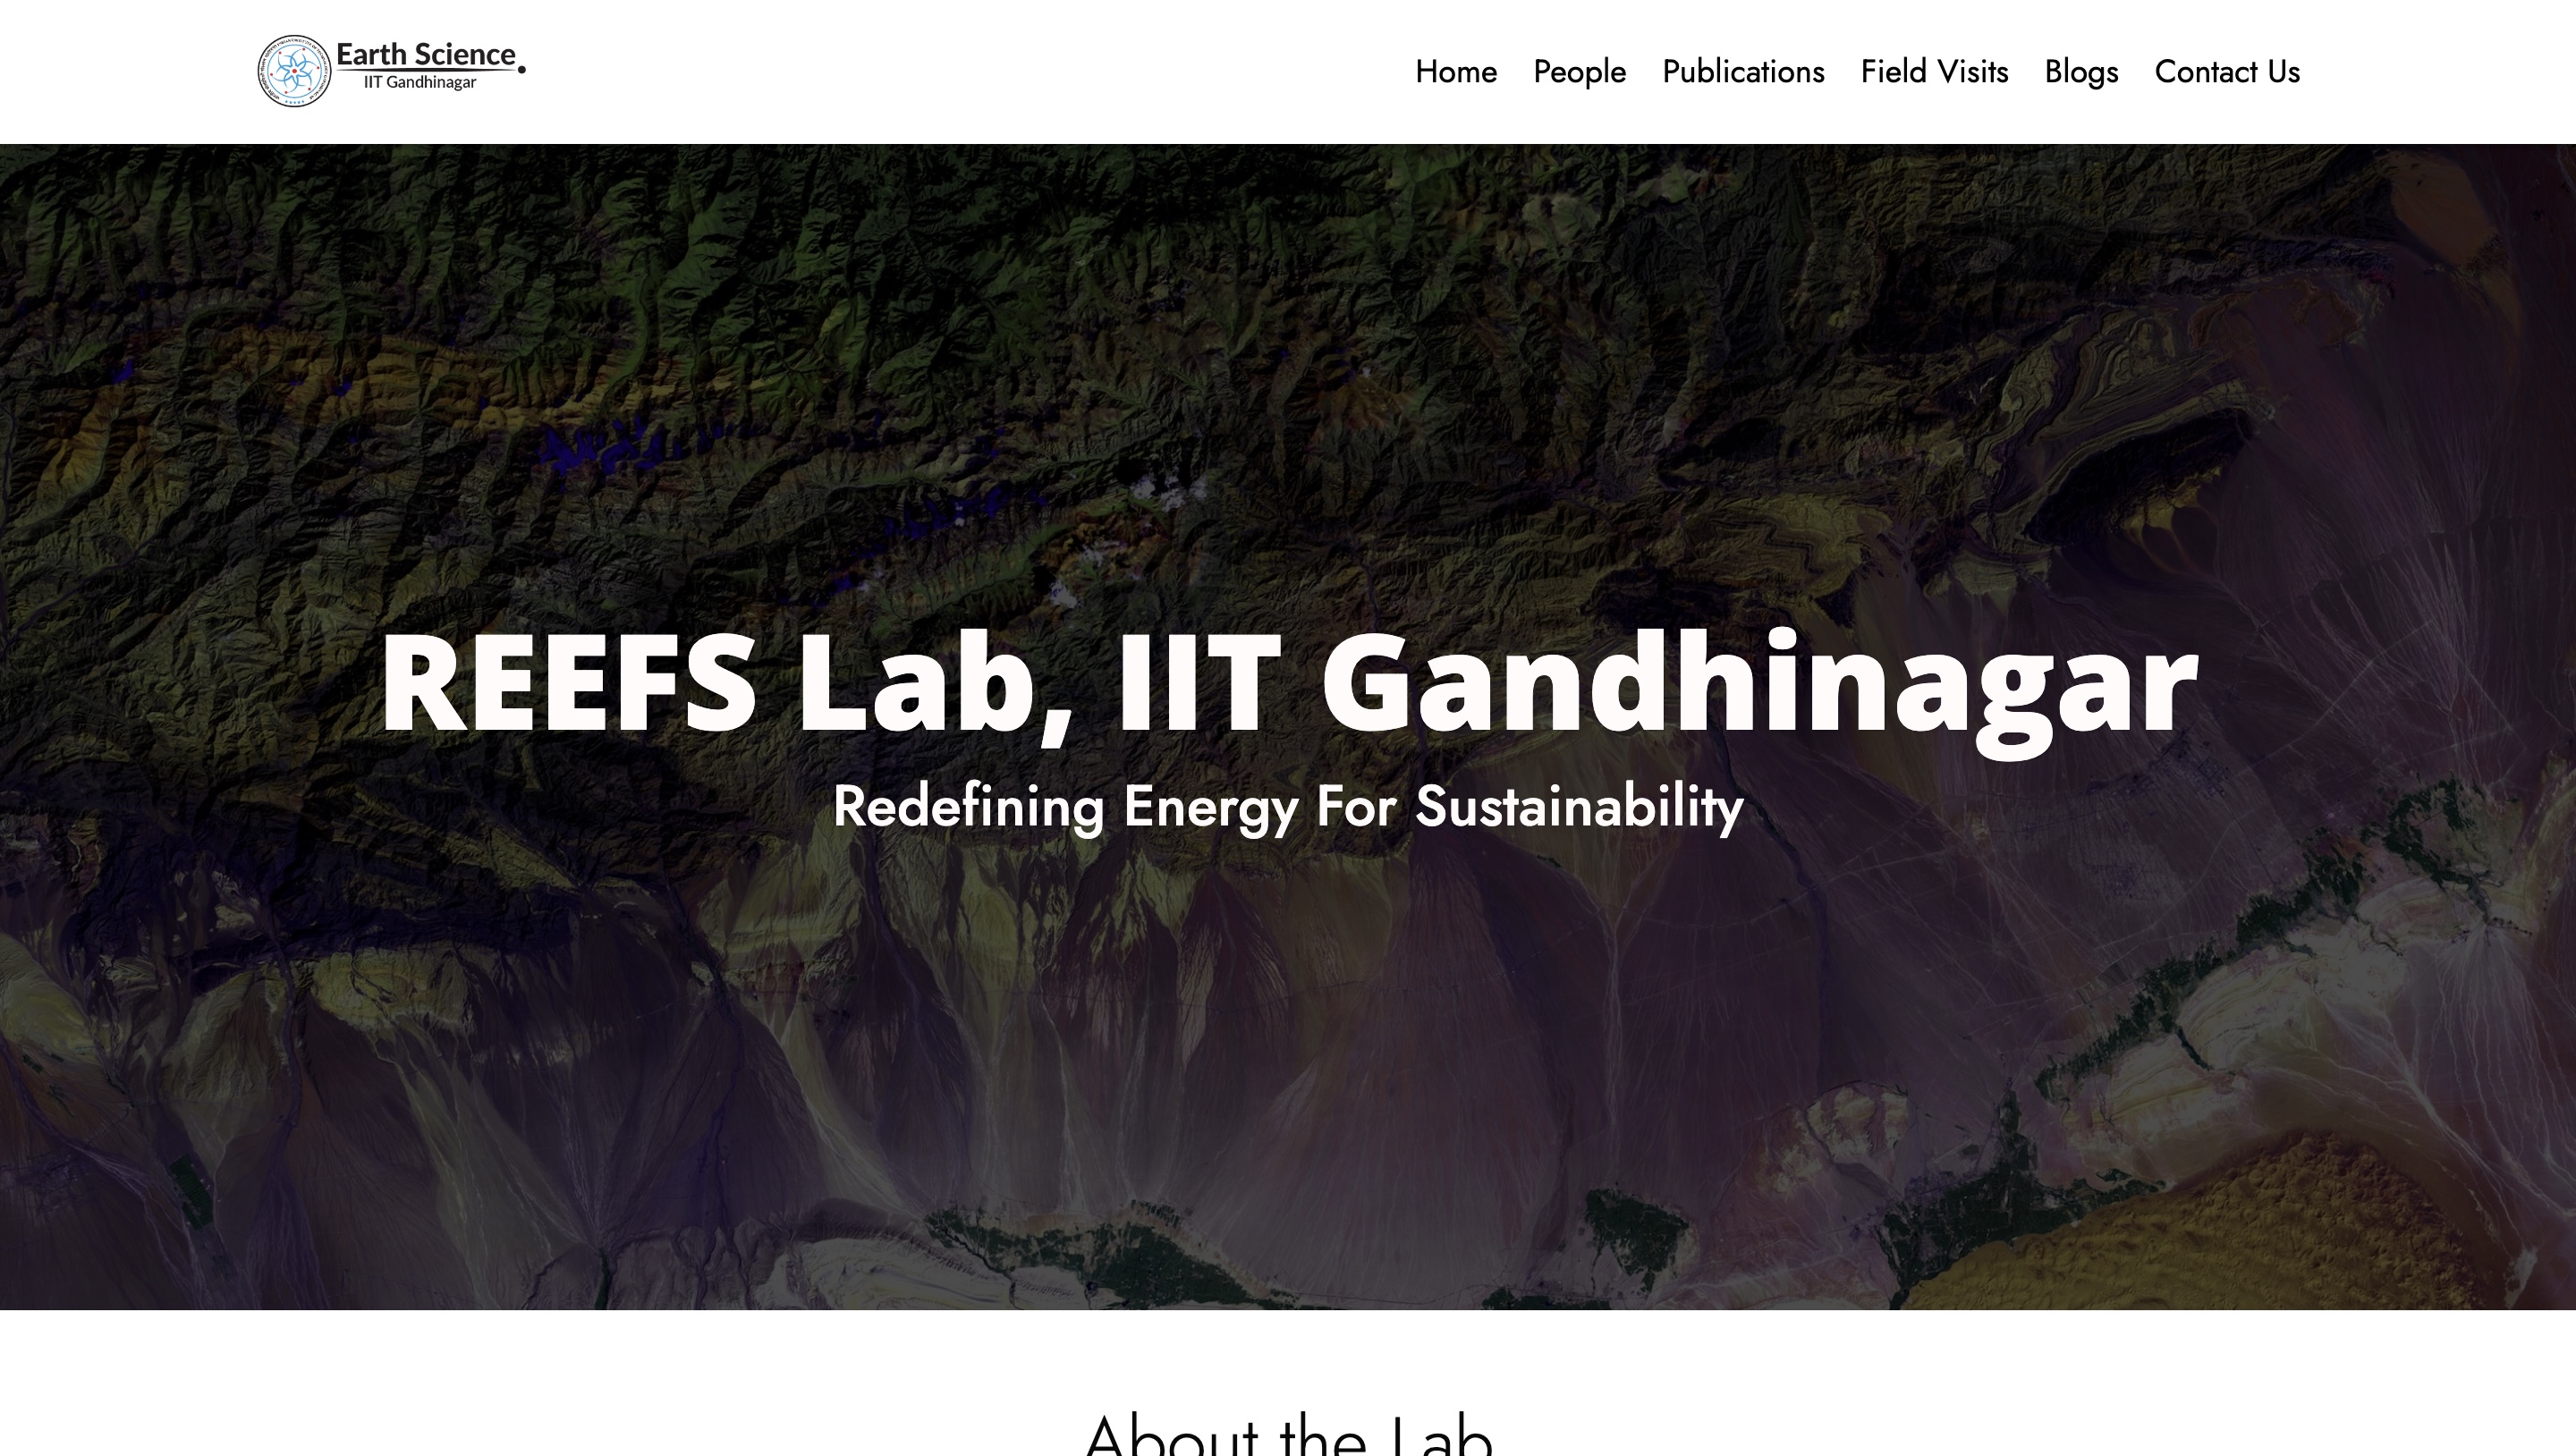 Earth Science
IIT Gandhinagar
Home People Publications Field Visits Blogs Contact Us
REEFS Lab, IIT Gandhinagar
Redefining Energy For Sustainability
About the Lab